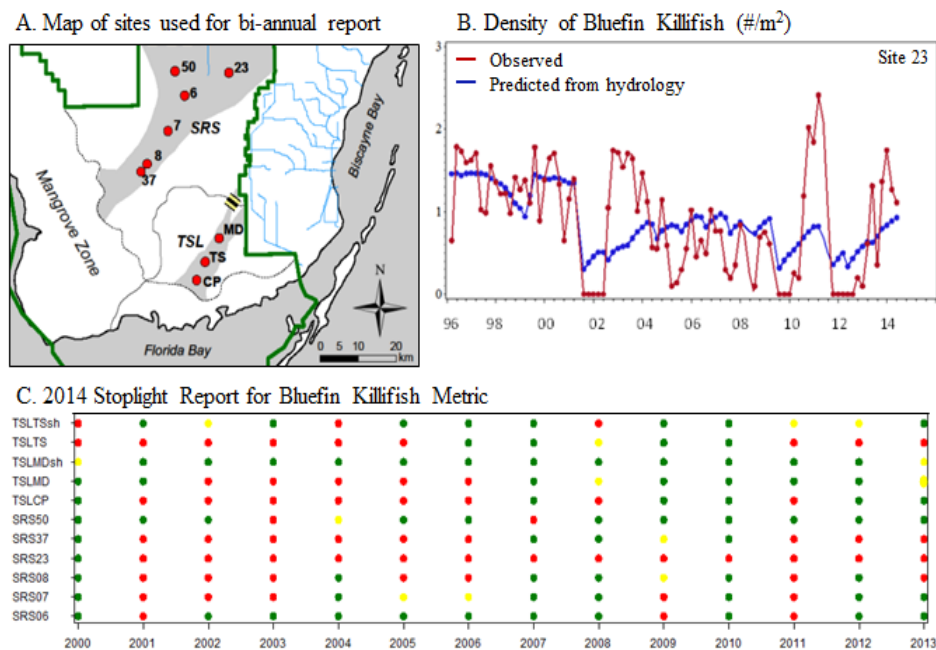 A. Map of sites used for bi-annual report
50
23
6
7
SRS
8
37
Mangrove Zone
Biscayne Bay
MD
TSL
TS
CP
N
Florida Bay
0 5 10 20
km
B. Density of Bluefin Killifish (#/m²)
3
Observed
Site 23
Predicted from hydrology
2
1
0
96 98 00 02 04 06 08 10 12 14
C. 2014 Stoplight Report for Bluefin Killifish Metric
TSLTSsh
TSLTS
TSLMDsh
TSLMD
TSLCP
SRS50
SRS37
SRS23
SRS08
SRS07
SRS06
2000 2001 2002 2003 2004 2005 2006 2007 2008 2009 2010 2011 2012 2013